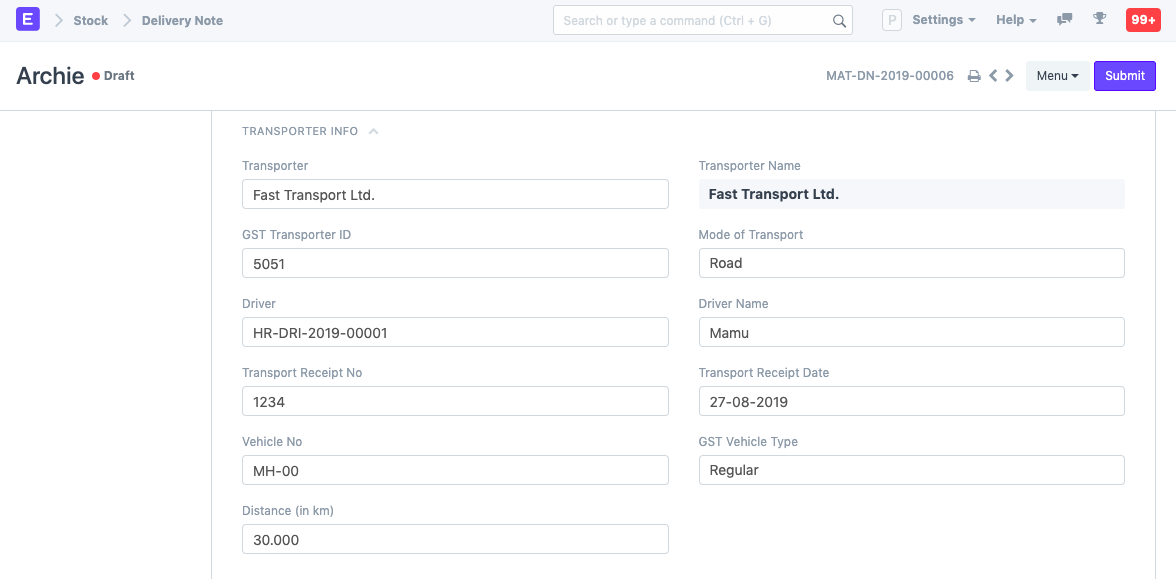 E Stock Delivery Note Search or type a command (Ctrl + G) P Settings Help 99+
Archie Draft MAT-DN-2019-00006 Menu Submit
TRANSPORTER INFO
Transporter Transporter Name
Fast Transport Ltd. Fast Transport Ltd.
GST Transporter ID Mode of Transport
5051 Road
Driver Driver Name
HR-DRI-2019-00001 Mamu
Transport Receipt No Transport Receipt Date
1234 27-08-2019
Vehicle No GST Vehicle Type
MH-00 Regular
Distance (in km)
30.000